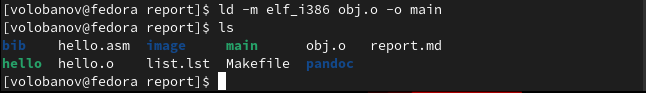 [volobanov@fedora report]$ ld -m elf_i386 obj.o -o main
[volobanov@fedora report]$ ls
bib hello.asm image main obj.o report.md
hello hello.o list.lst Makefile pandoc
[volobanov@fedora report]$